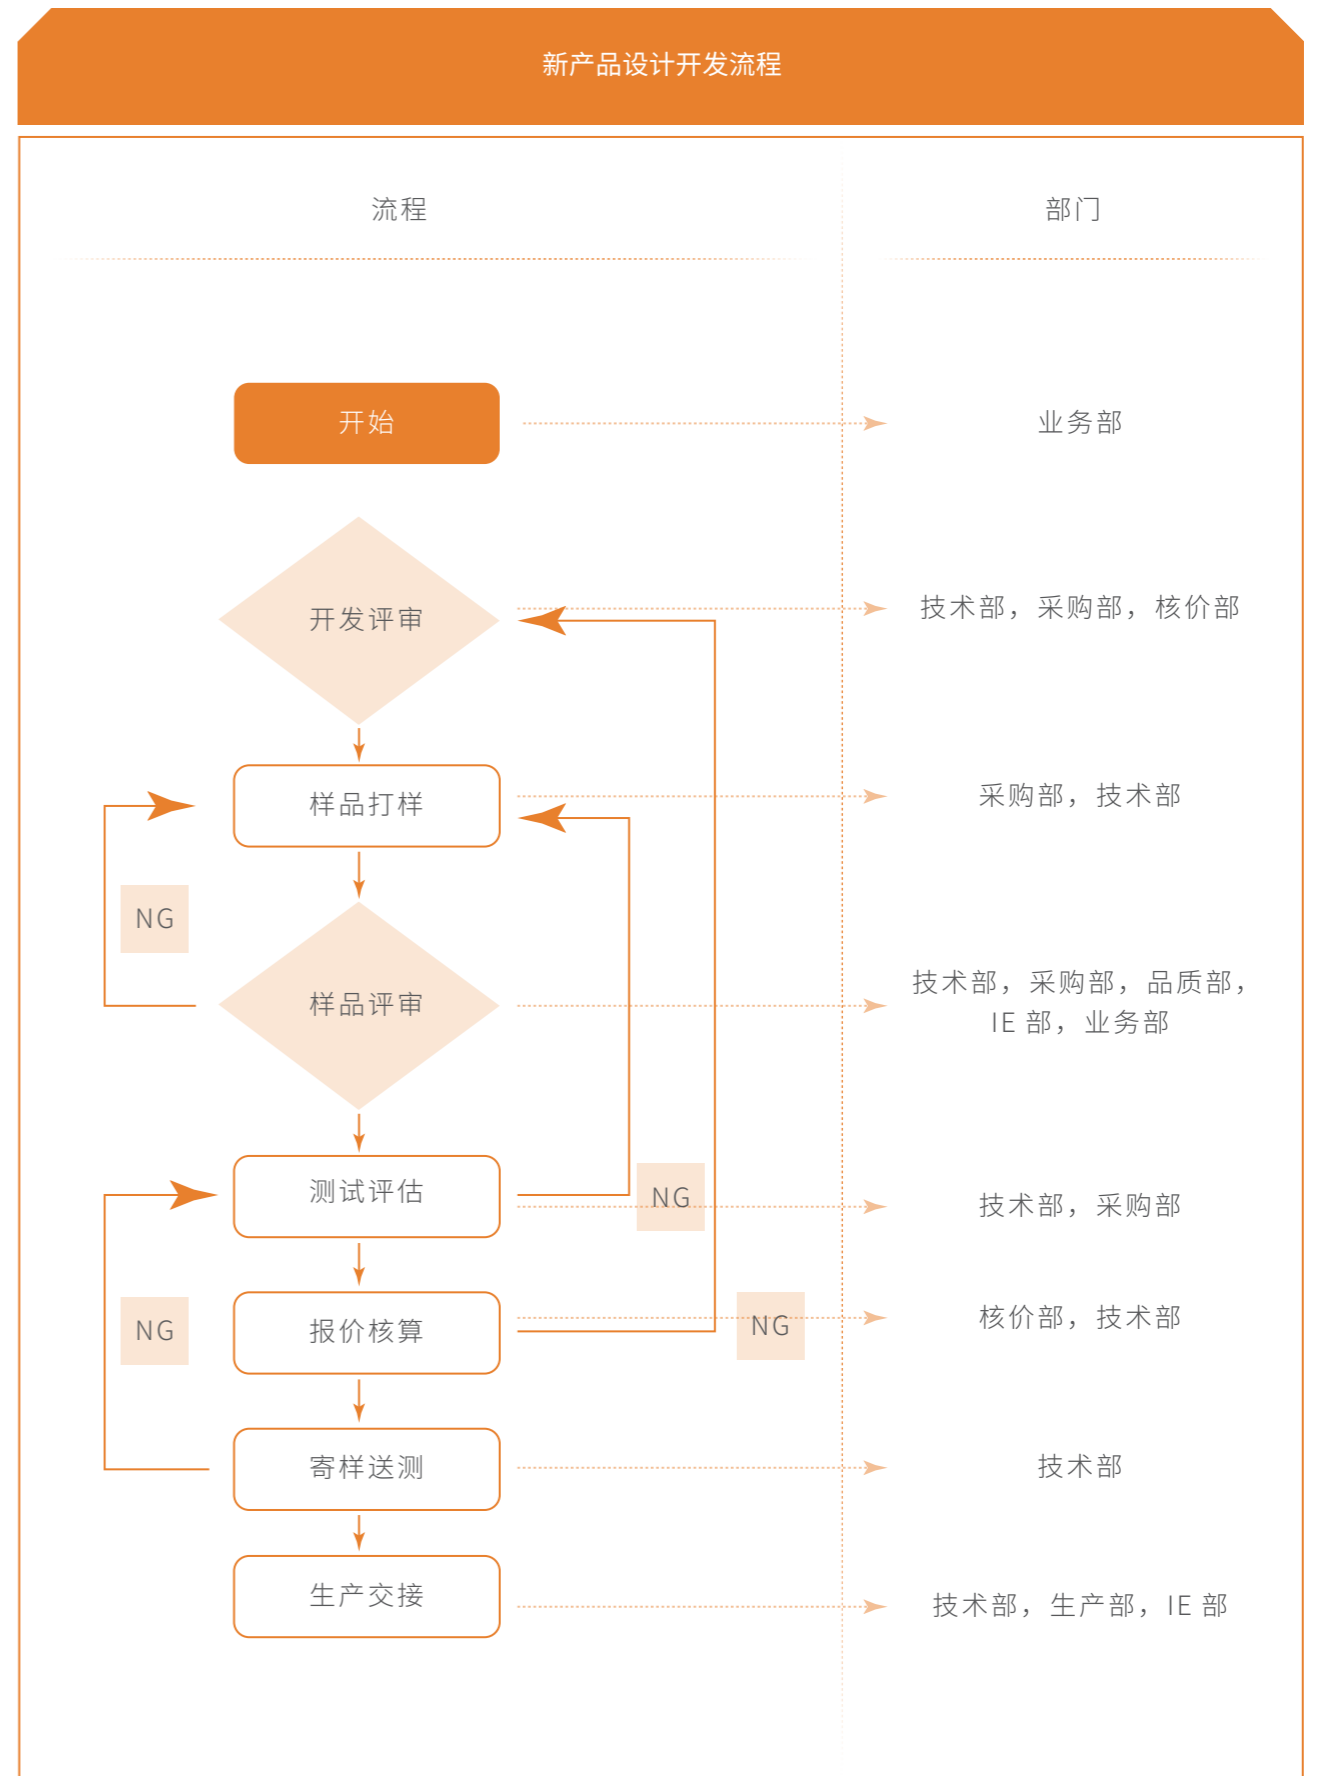 新产品设计开发流程
流程
部门
开始
业务部
开发评审
技术部，采购部，核价部
样品打样
采购部，技术部
NG
样品评审
技术部，采购部，品质部，
IE 部，业务部
测试评估
NG
技术部，采购部
NG
报价核算
NG
核价部，技术部
寄样送测
技术部
生产交接
技术部，生产部，IE 部